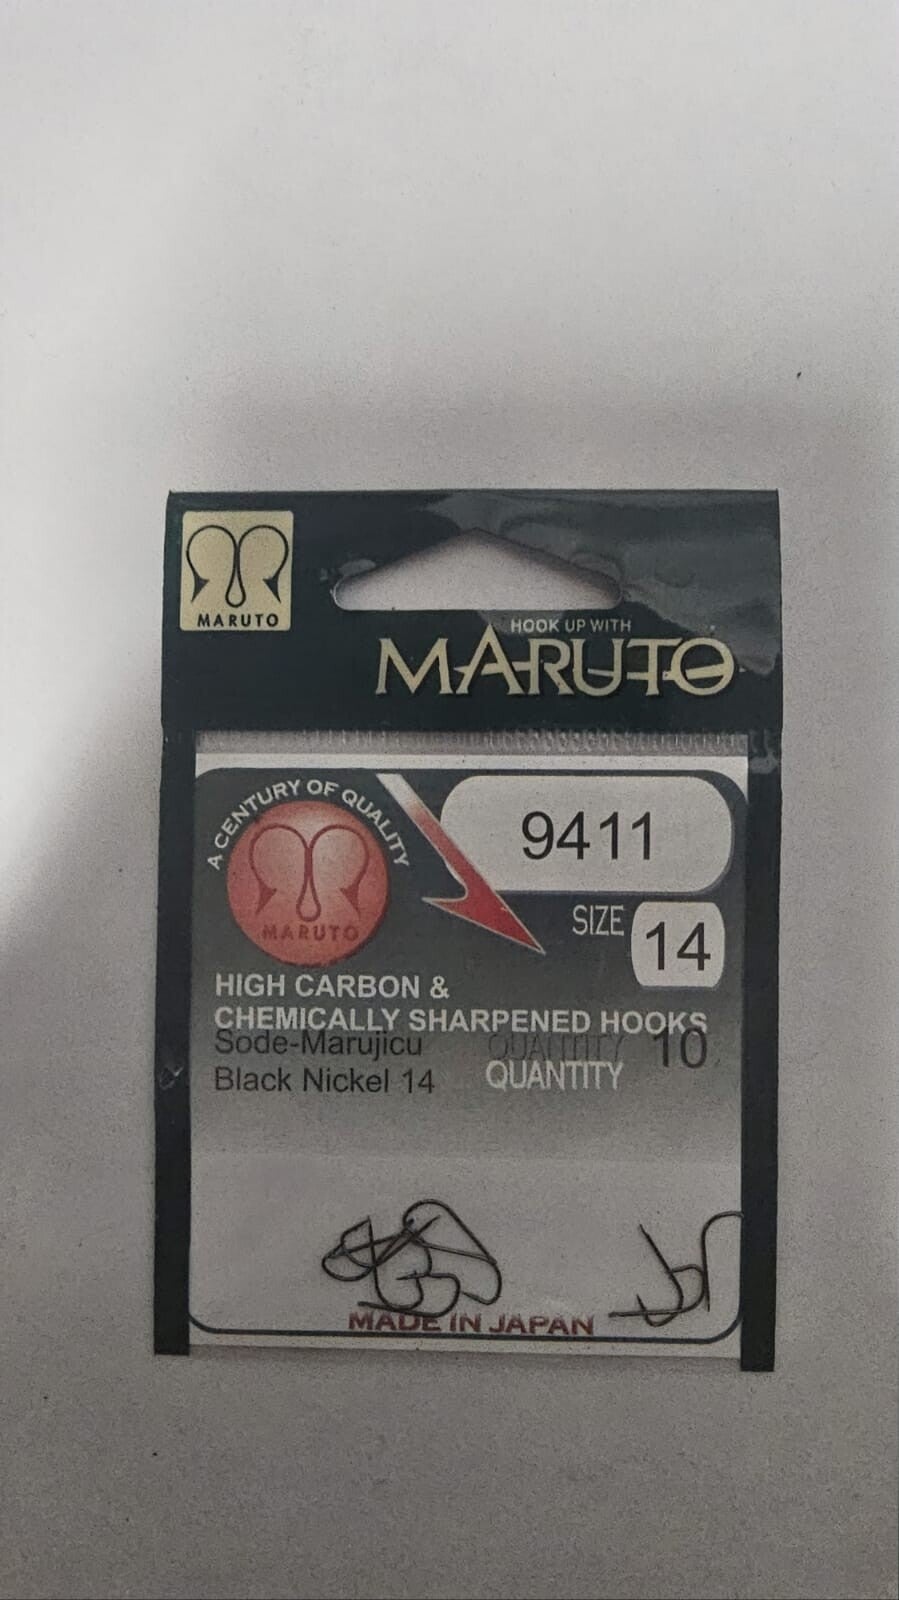 MARUTO
HOOK UP WITH
MARUTO
A CENTURY OF QUALITY
MARUTO
9411
SIZE 14
HIGH CARBON &
CHEMICALLY SHARPENED HOOKS
Sode-Marujicu QUANTITY 10
Black Nickel 14 QUANTITY
MADE IN JAPAN